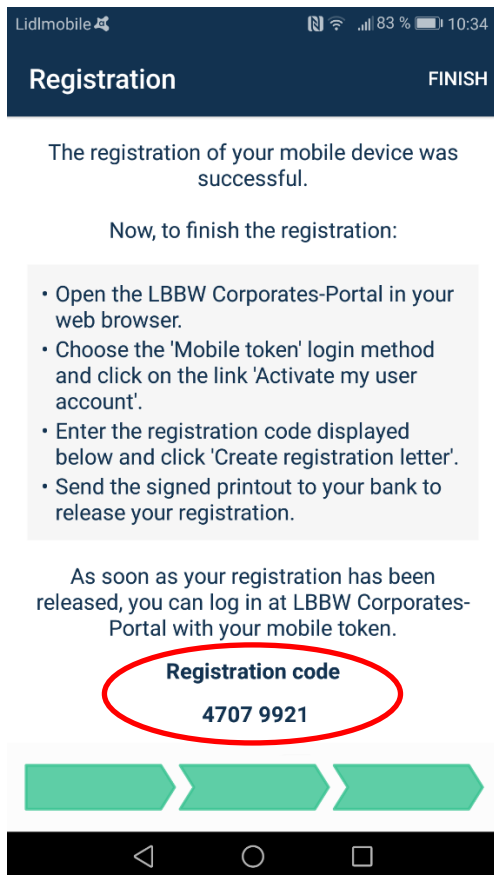 Lidlmobile 83 % 10:34
Registration FINISH
The registration of your mobile device was
successful.
Now, to finish the registration:
• Open the LBBW Corporates-Portal in your
web browser.
• Choose the 'Mobile token' login method
and click on the link 'Activate my user
account'.
• Enter the registration code displayed
below and click 'Create registration letter'.
• Send the signed printout to your bank to
release your registration.
As soon as your registration has been
released, you can log in at LBBW Corporates-
Portal with your mobile token.
Registration code
4707 9921